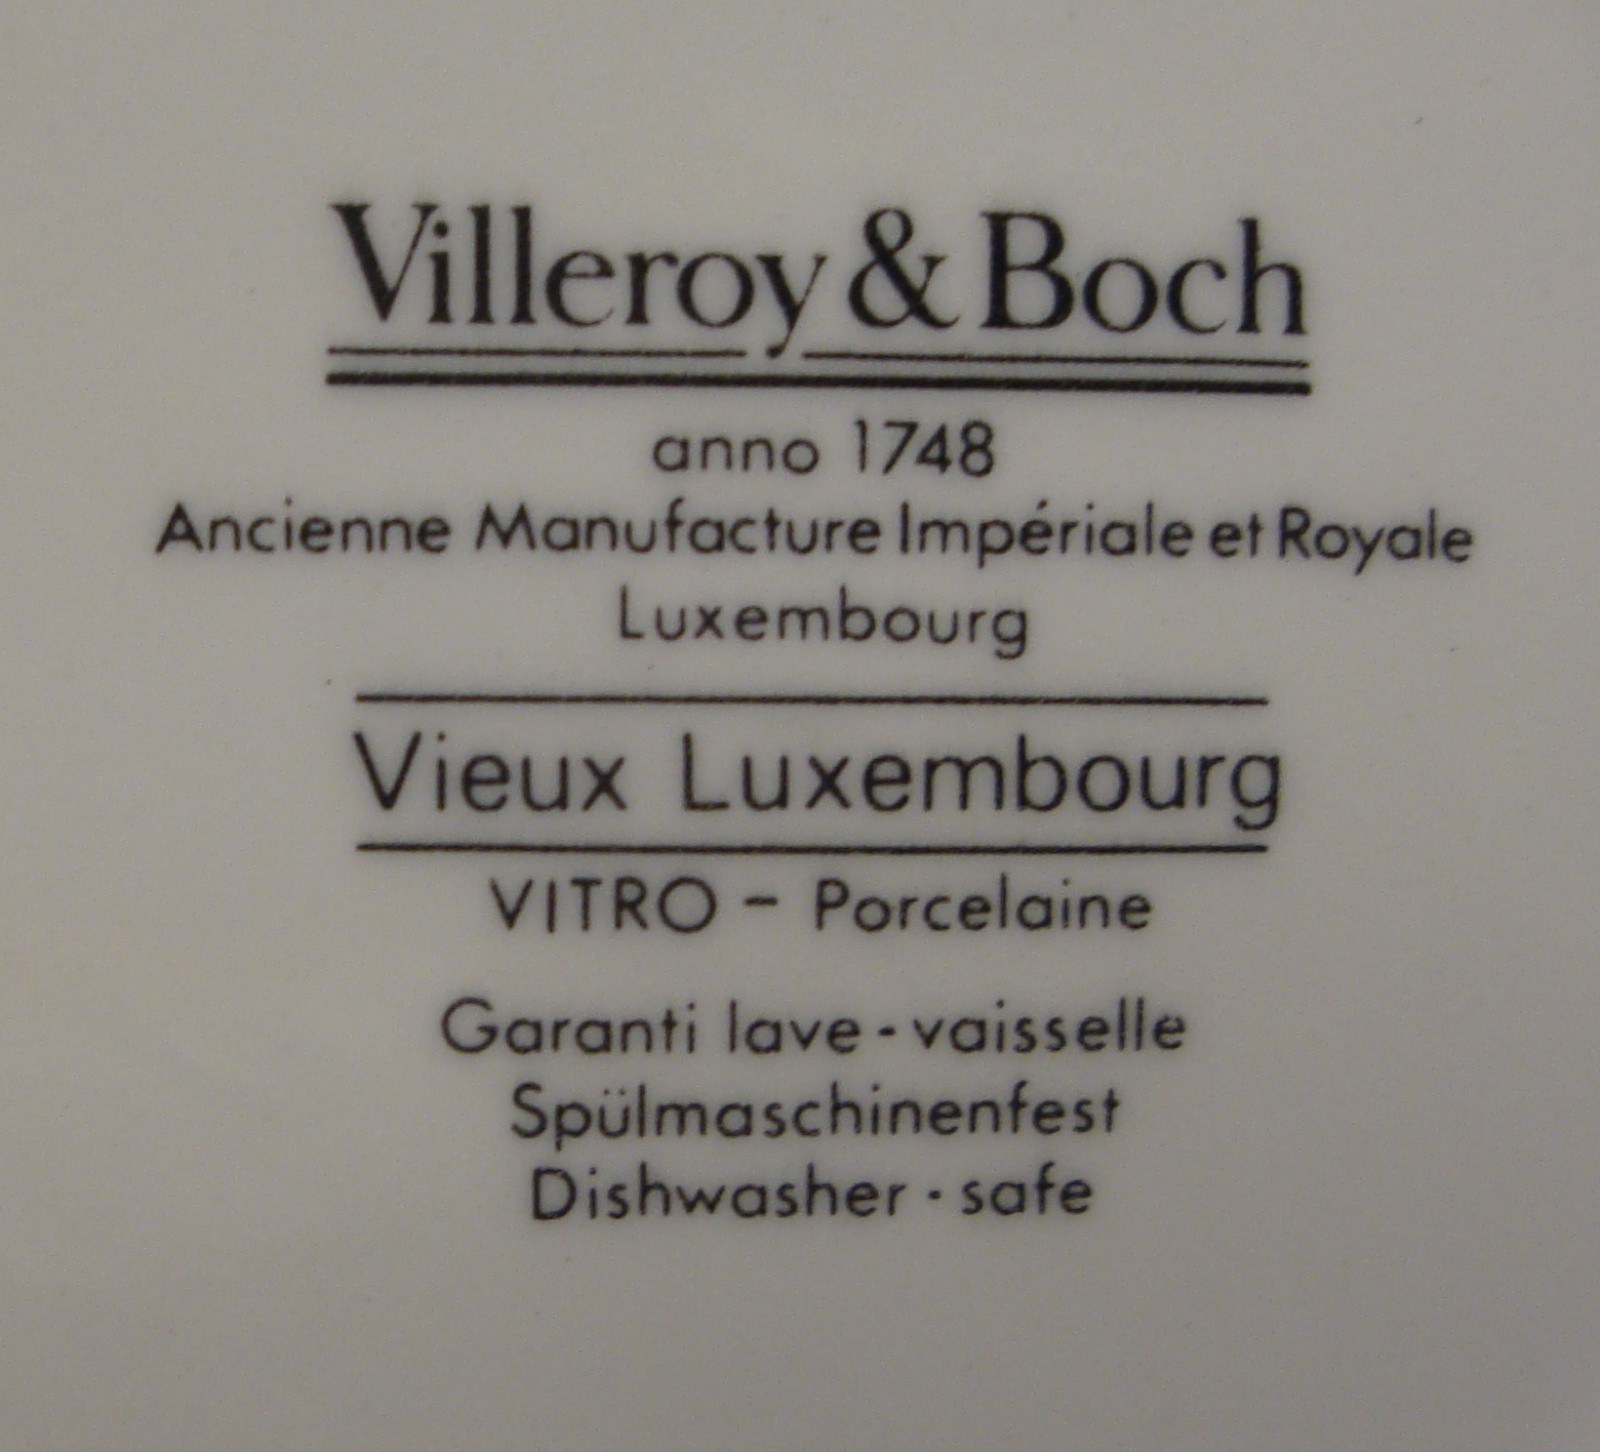 Villeroy & Boch
anno 1748
Ancienne Manufacture Impériale et Royale
Luxembourg
Vieux Luxembourg
VITRO – Porcelaine
Garanti lave-vaisselle
Spülmaschinenfest
Dishwasher · safe